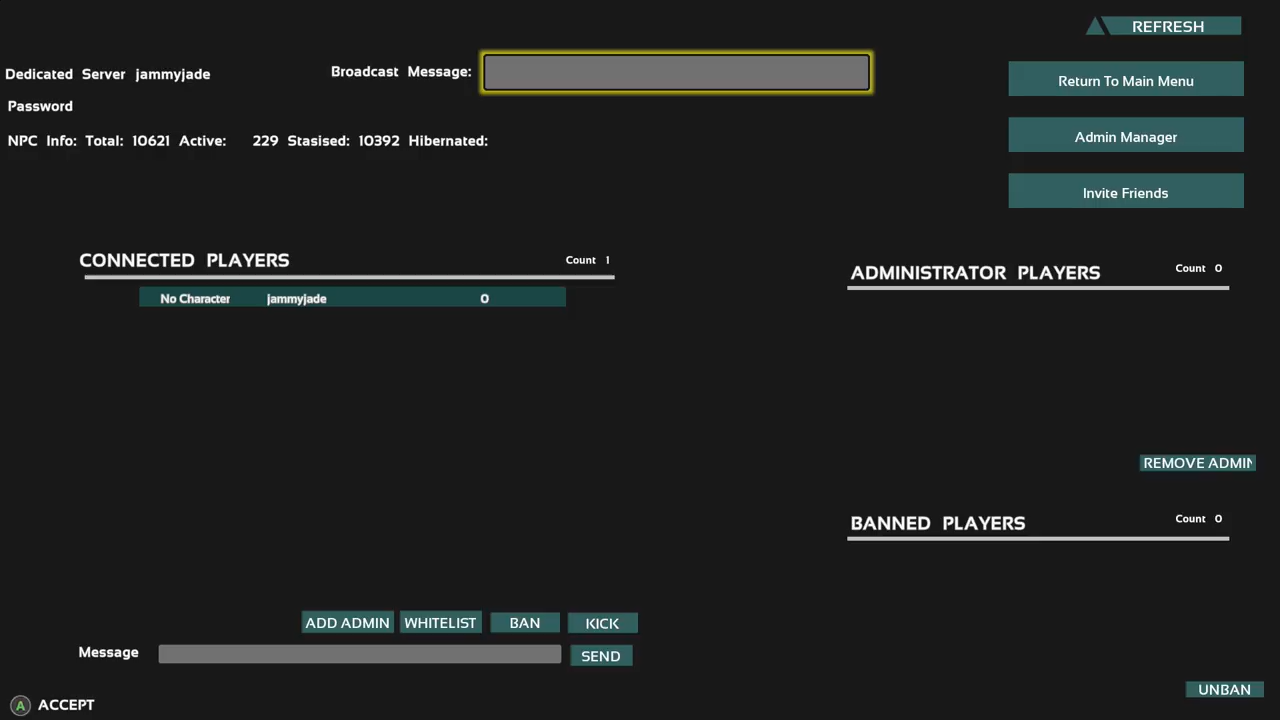 REFRESH
Dedicated Server jammyjade
Broadcast Message:
Return To Main Menu
Password
Admin Manager
NPC Info: Total: 10621 Active: 229 Stasised: 10392 Hibernated:
Invite Friends
CONNECTED PLAYERS Count 1
No Character jammyjade 0
ADMINISTRATOR PLAYERS Count 0
REMOVE ADMIN
BANNED PLAYERS Count 0
ADD ADMIN WHITELIST BAN KICK
Message SEND
UNBAN
A ACCEPT